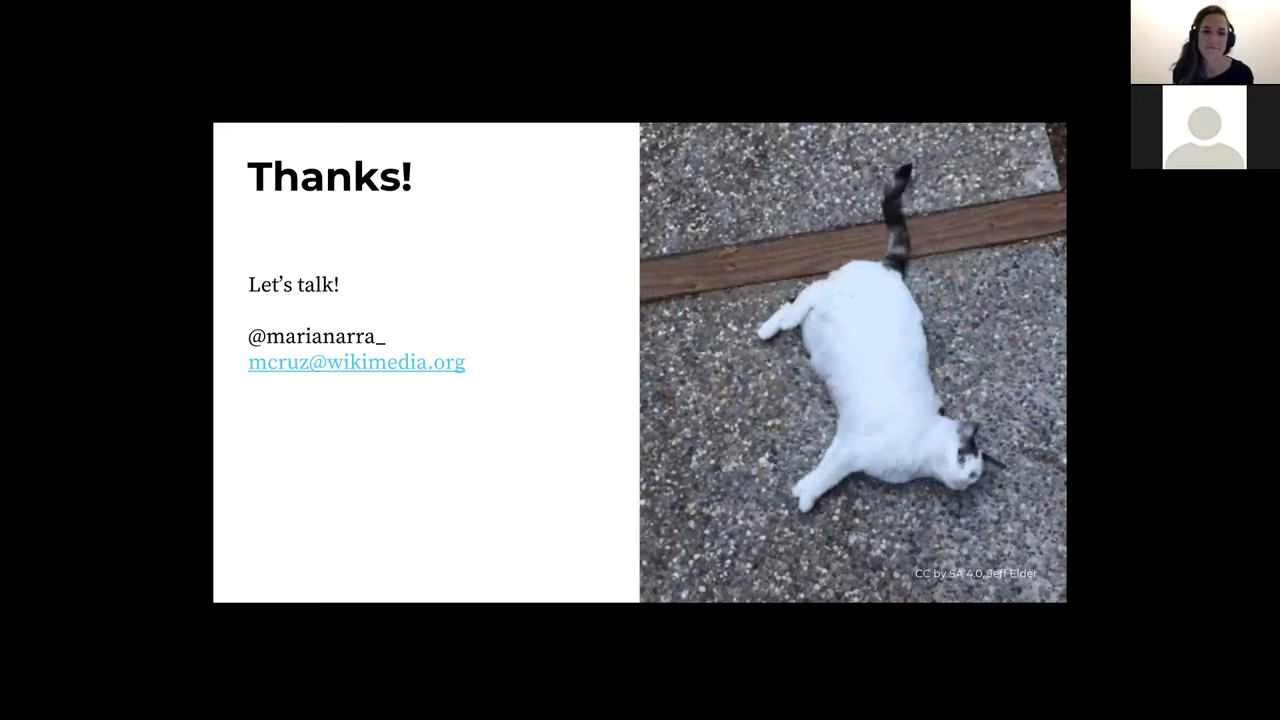 Thanks!
Let’s talk!
@marianarra_
mcruz@wikimedia.org
CC by SA 4.0, Jeff Elder